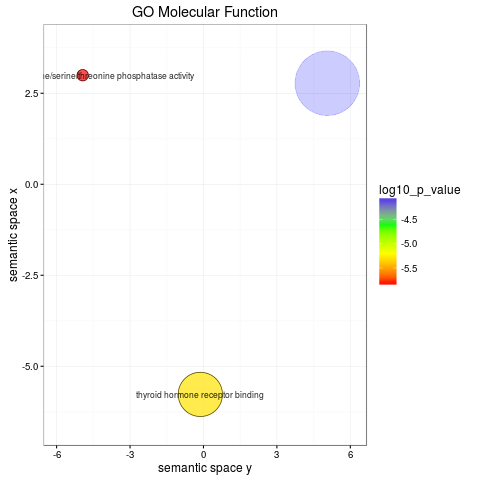 GO Molecular Function
e/serine/threonine phosphatase activity
2.5
0.0
-2.5
-5.0
semantic space x
thyroid hormone receptor binding
-6
-3
0
3
6
semantic space y
log10_p_value
-4.5
-5.0
-5.5